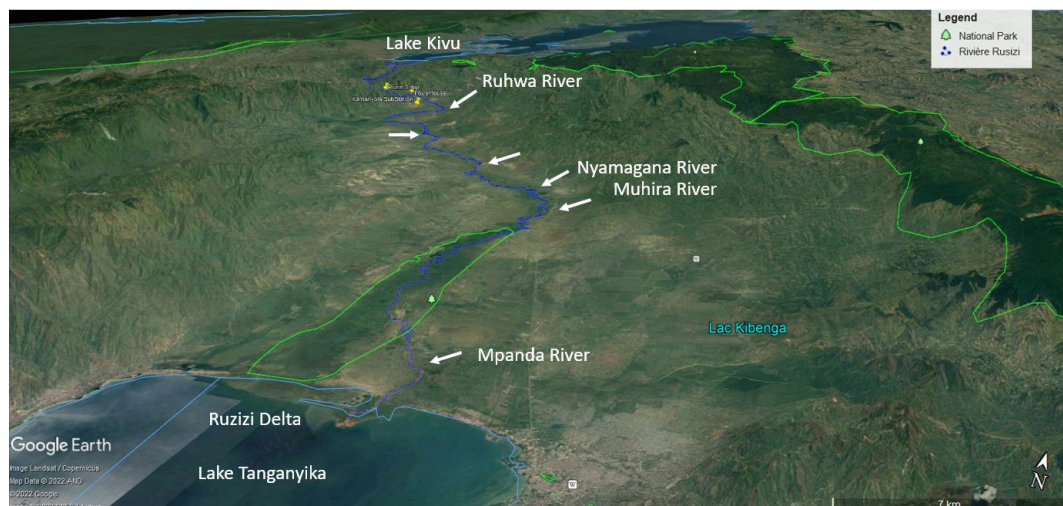 Legend
National Park
Rivière Rusizi
Lake Kivu
Ruhwa River
Nyamagana River
Muhira River
Lac Kibenga
Mpanda River
Ruzizi Delta
Lake Tanganyika
Google Earth
Image Landsat / Copernicus
Map Data © 2022 AND
© 2022 Google
W
N
7 km